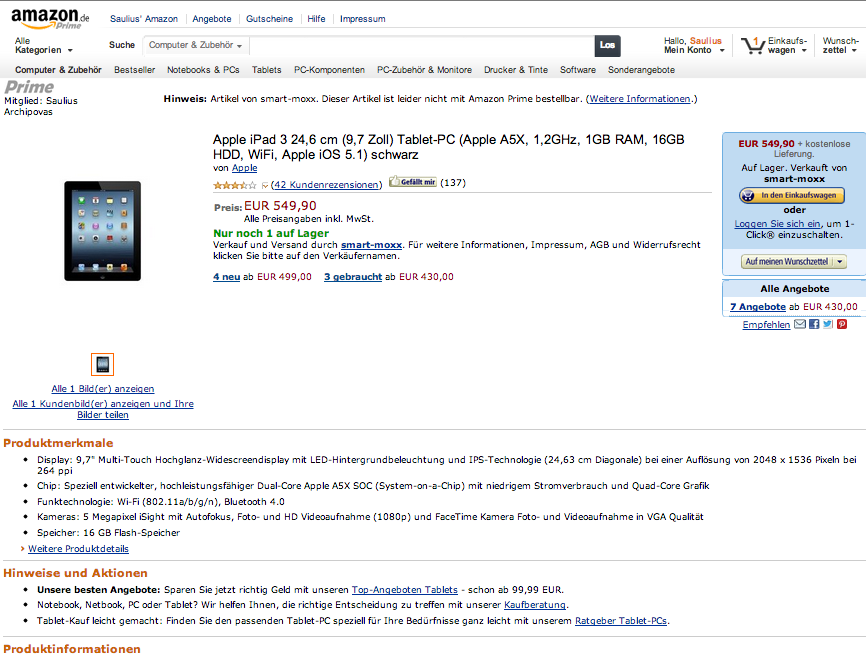 amazon.de
Prime
Saulius' Amazon | Angebote | Gutscheine | Hilfe | Impressum
Alle
Kategorien
Suche
Computer & Zubehör
Los
Hallo, Saulius
Mein Konto
1
Einkaufs-
wagen
Wunsch-
zettel
Computer & Zubehör Bestseller Notebooks & PCs Tablets PC-Komponenten PC-Zubehör & Monitore Drucker & Tinte Software Sonderangebote
Prime
Mitglied: Saulius
Archipovas
Hinweis: Artikel von smart-moxx. Dieser Artikel ist leider nicht mit Amazon Prime bestellbar. (Weitere Informationen.)
Apple iPad 3 24,6 cm (9,7 Zoll) Tablet-PC (Apple A5X, 1,2GHz, 1GB RAM, 16GB
HDD, WiFi, Apple iOS 5.1) schwarz
von Apple
(42 Kundenrezensionen) Gefällt mir (137)
Preis: EUR 549,90
Alle Preisangaben inkl. MwSt.
Nur noch 1 auf Lager
Verkauf und Versand durch smart-moxx. Für weitere Informationen, Impressum, AGB und Widerrufsrecht
klicken Sie bitte auf den Verkäufernamen.
4 neu ab EUR 499,00 3 gebraucht ab EUR 430,00
EUR 549,90 + kostenlose
Lieferung.
Auf Lager. Verkauft von
smart-moxx
In den Einkaufswagen
oder
Loggen Sie sich ein, um 1-
Click® einzuschalten.
Auf meinen Wunschzettel
Alle Angebote
7 Angebote ab EUR 430,00
Empfehlen
Alle 1 Bild(er) anzeigen
Alle 1 Kundenbild(er) anzeigen und Ihre
Bilder teilen
Produktmerkmale
• Display: 9,7" Multi-Touch Hochglanz-Widescreendisplay mit LED-Hintergrundbeleuchtung und IPS-Technologie (24,63 cm Diagonale) bei einer Auflösung von 2048 x 1536 Pixeln bei
264 ppi
• Chip: Speziell entwickelter, hochleistungsfähiger Dual-Core Apple A5X SOC (System-on-a-Chip) mit niedrigem Stromverbrauch und Quad-Core Grafik
• Funktechnologie: Wi-Fi (802.11a/b/g/n), Bluetooth 4.0
• Kameras: 5 Megapixel iSight mit Autofokus, Foto- und HD Videoaufnahme (1080p) und FaceTime Kamera Foto- und Videoaufnahme in VGA Qualität
• Speicher: 16 GB Flash-Speicher
› Weitere Produktdetails
Hinweise und Aktionen
• Unsere besten Angebote: Sparen Sie jetzt richtig Geld mit unseren Top-Angeboten Tablets - schon ab 99,99 EUR.
• Notebook, Netbook, PC oder Tablet? Wir helfen Ihnen, die richtige Entscheidung zu treffen mit unserer Kaufberatung.
• Tablet-Kauf leicht gemacht: Finden Sie den passenden Tablet-PC speziell für Ihre Bedürfnisse ganz leicht mit unserem Ratgeber Tablet-PCs.
Produktinformationen